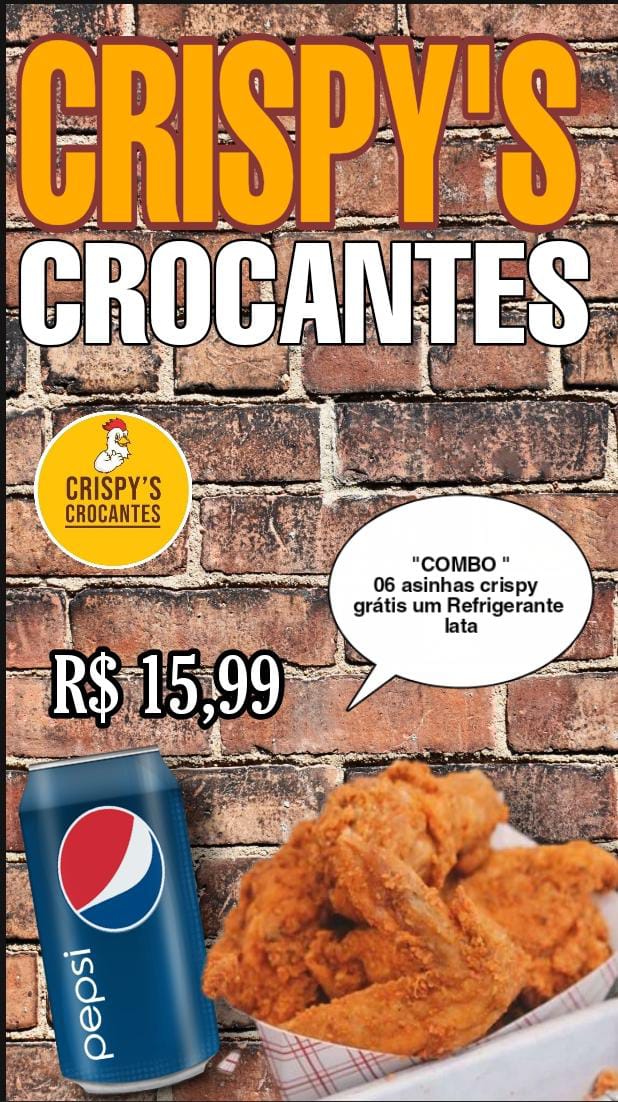 CRISPY'S
CROCANTES
CRISPY'S
CROCANTES
"COMBO "
06 asinhas crispy
grátis um Refrigerante
lata
R$ 15,99
pepsi